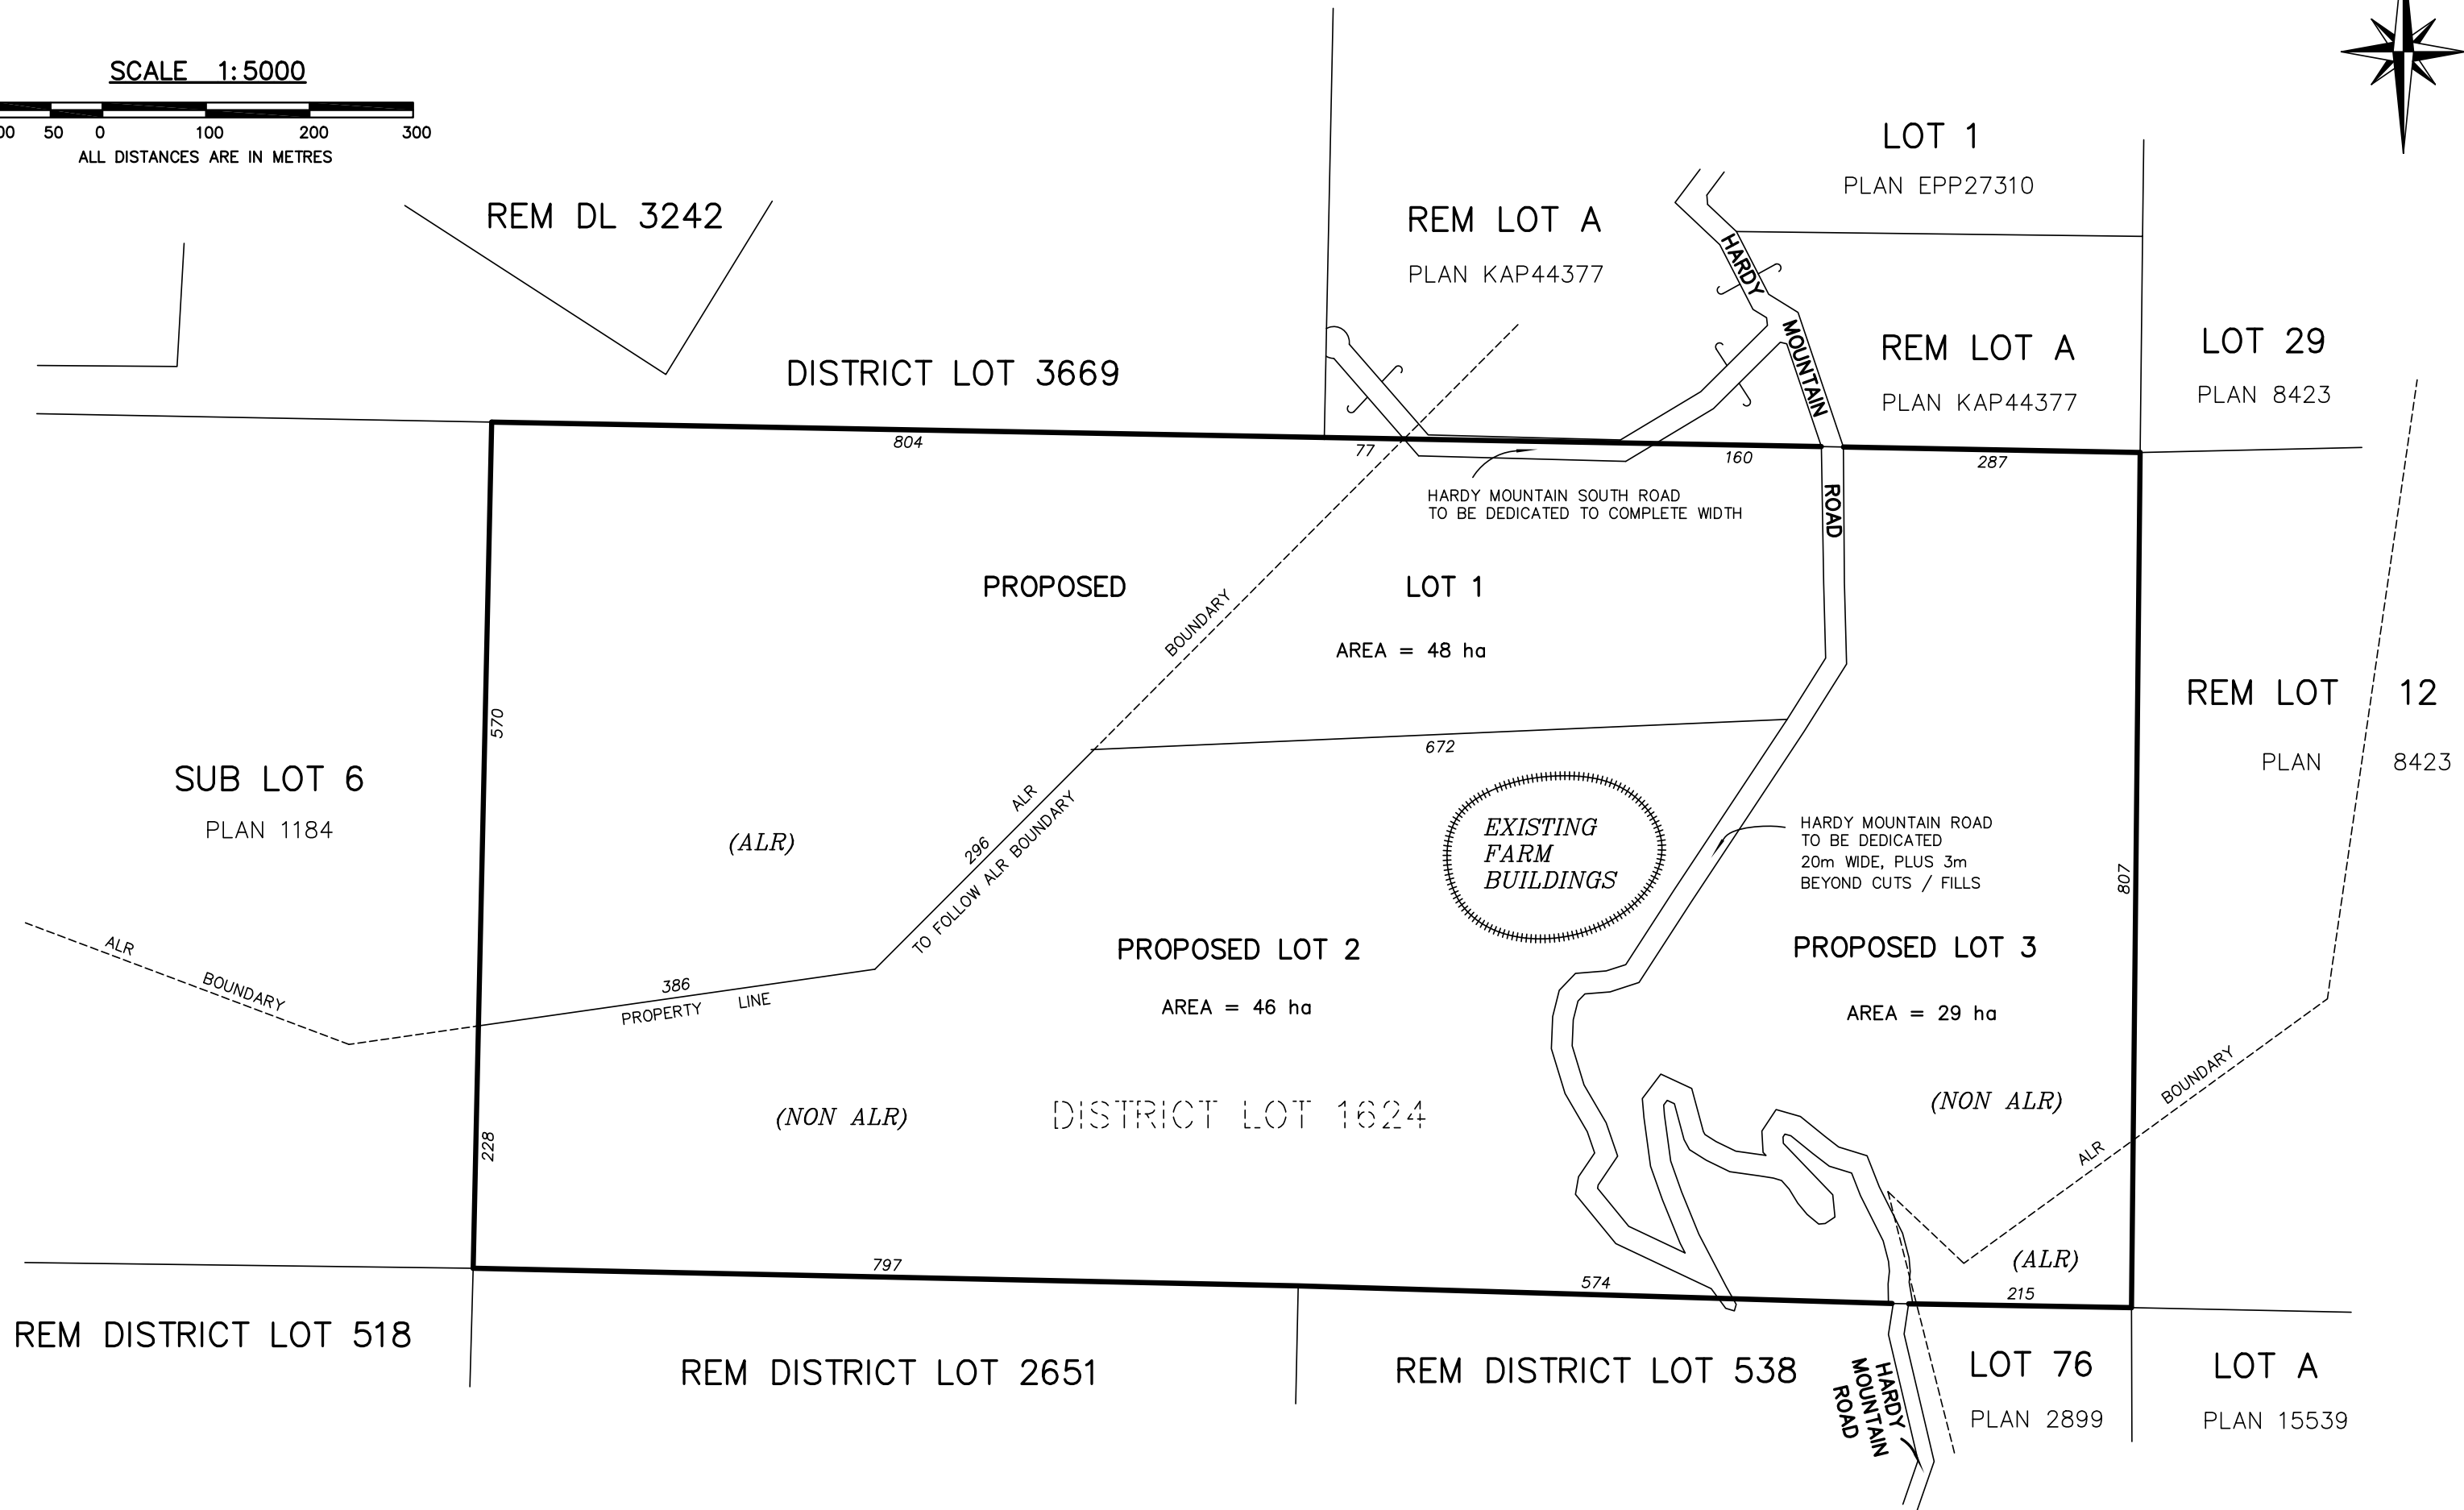 SCALE 1:5000
50 0 100 200 300
ALL DISTANCES ARE IN METRES
REM DL 3242
DISTRICT LOT 3669
REM LOT A
PLAN KAP44377
LOT 1
PLAN EPP27310
HARDY
MOUNTAIN
ROAD
REM LOT A
PLAN KAP44377
LOT 29
PLAN 8423
804
77
160
287
HARDY MOUNTAIN SOUTH ROAD
TO BE DEDICATED TO COMPLETE WIDTH
PROPOSED LOT 1
AREA = 48 ha
BOUNDARY
ALR
570
672
296
TO FOLLOW ALR BOUNDARY
SUB LOT 6
PLAN 1184
(ALR)
EXISTING
FARM
BUILDINGS
HARDY MOUNTAIN ROAD
TO BE DEDICATED
20m WIDE, PLUS 3m
BEYOND CUTS / FILLS
REM LOT 12
PLAN 8423
807
ALR
BOUNDARY
386
PROPERTY LINE
PROPOSED LOT 2
AREA = 46 ha
PROPOSED LOT 3
AREA = 29 ha
(NON ALR)
DISTRICT LOT 1624
(NON ALR)
228
BOUNDARY
ALR
(ALR)
797
574
215
REM DISTRICT LOT 518
REM DISTRICT LOT 2651
REM DISTRICT LOT 538
HARDY
MOUNTAIN
ROAD
LOT 76
PLAN 2899
LOT A
PLAN 15539